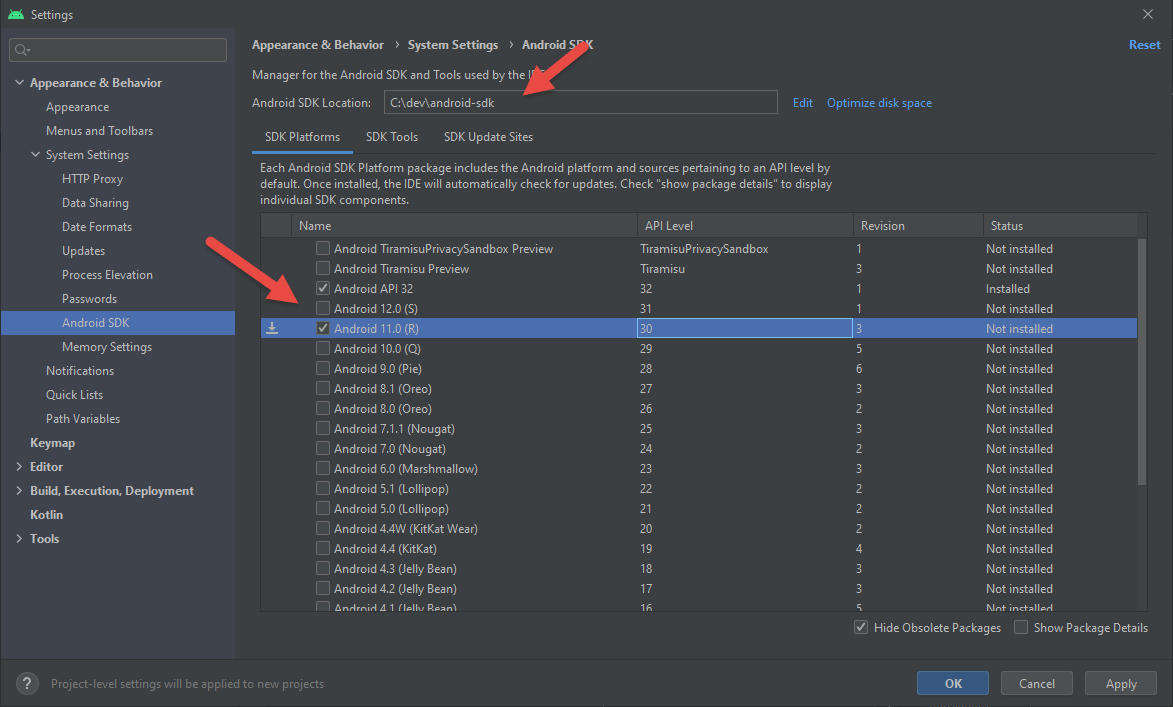 Settings
Appearance & Behavior › System Settings › Android SDK
Reset
Manager for the Android SDK and Tools used by the IDE
Android SDK Location: C:\dev\android-sdk Edit Optimize disk space
SDK Platforms SDK Tools SDK Update Sites
Each Android SDK Platform package includes the Android platform and sources pertaining to an API level by
default. Once installed, the IDE will automatically check for updates. Check "show package details" to display
individual SDK components.
Appearance & Behavior
Appearance
Menus and Toolbars
System Settings
HTTP Proxy
Data Sharing
Date Formats
Updates
Process Elevation
Passwords
Android SDK
Memory Settings
Notifications
Quick Lists
Path Variables
Keymap
Editor
Build, Execution, Deployment
Kotlin
Tools
Name API Level Revision Status
Android TiramisuPrivacySandbox Preview TiramisuPrivacySandbox 1 Not installed
Android Tiramisu Preview Tiramisu 3 Not installed
Android API 32 32 1 Installed
Android 12.0 (S) 31 1 Not installed
Android 11.0 (R) 30 3 Not installed
Android 10.0 (Q) 29 5 Not installed
Android 9.0 (Pie) 28 6 Not installed
Android 8.1 (Oreo) 27 3 Not installed
Android 8.0 (Oreo) 26 2 Not installed
Android 7.1.1 (Nougat) 25 3 Not installed
Android 7.0 (Nougat) 24 2 Not installed
Android 6.0 (Marshmallow) 23 3 Not installed
Android 5.1 (Lollipop) 22 2 Not installed
Android 5.0 (Lollipop) 21 2 Not installed
Android 4.4W (KitKat Wear) 20 2 Not installed
Android 4.4 (KitKat) 19 4 Not installed
Android 4.3 (Jelly Bean) 18 3 Not installed
Android 4.2 (Jelly Bean) 17 3 Not installed
Android 4.1 (Jelly Bean) 16 5 Not installed
Hide Obsolete Packages Show Package Details
? Project-level settings will be applied to new projects
OK Cancel Apply